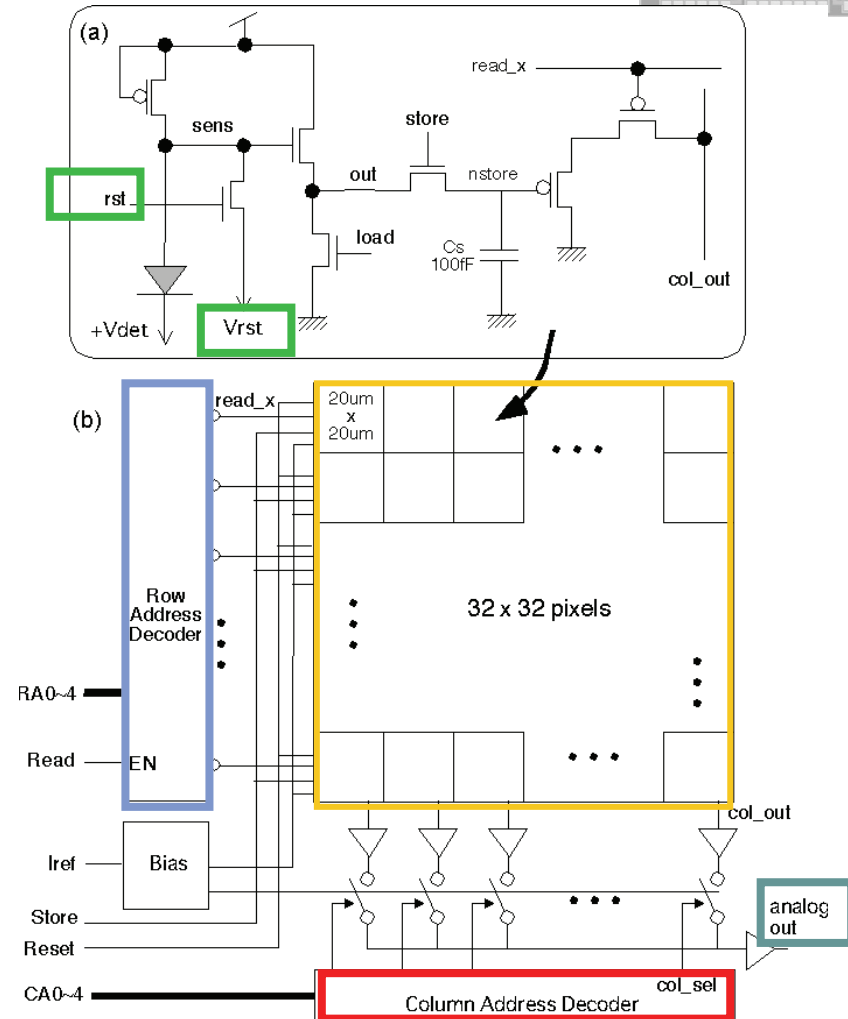 (a)
read_x
store
sens
out
nstore
rst
load
Cs
100fF
col_out
+Vdet
Vrst
(b)
read_x
20um
x
20um
Row
Address
Decoder
32 x 32 pixels
RA0~4
Read
EN
col_out
Iref
Bias
Store
analog
out
Reset
col_sel
CA0~4
Column Address Decoder